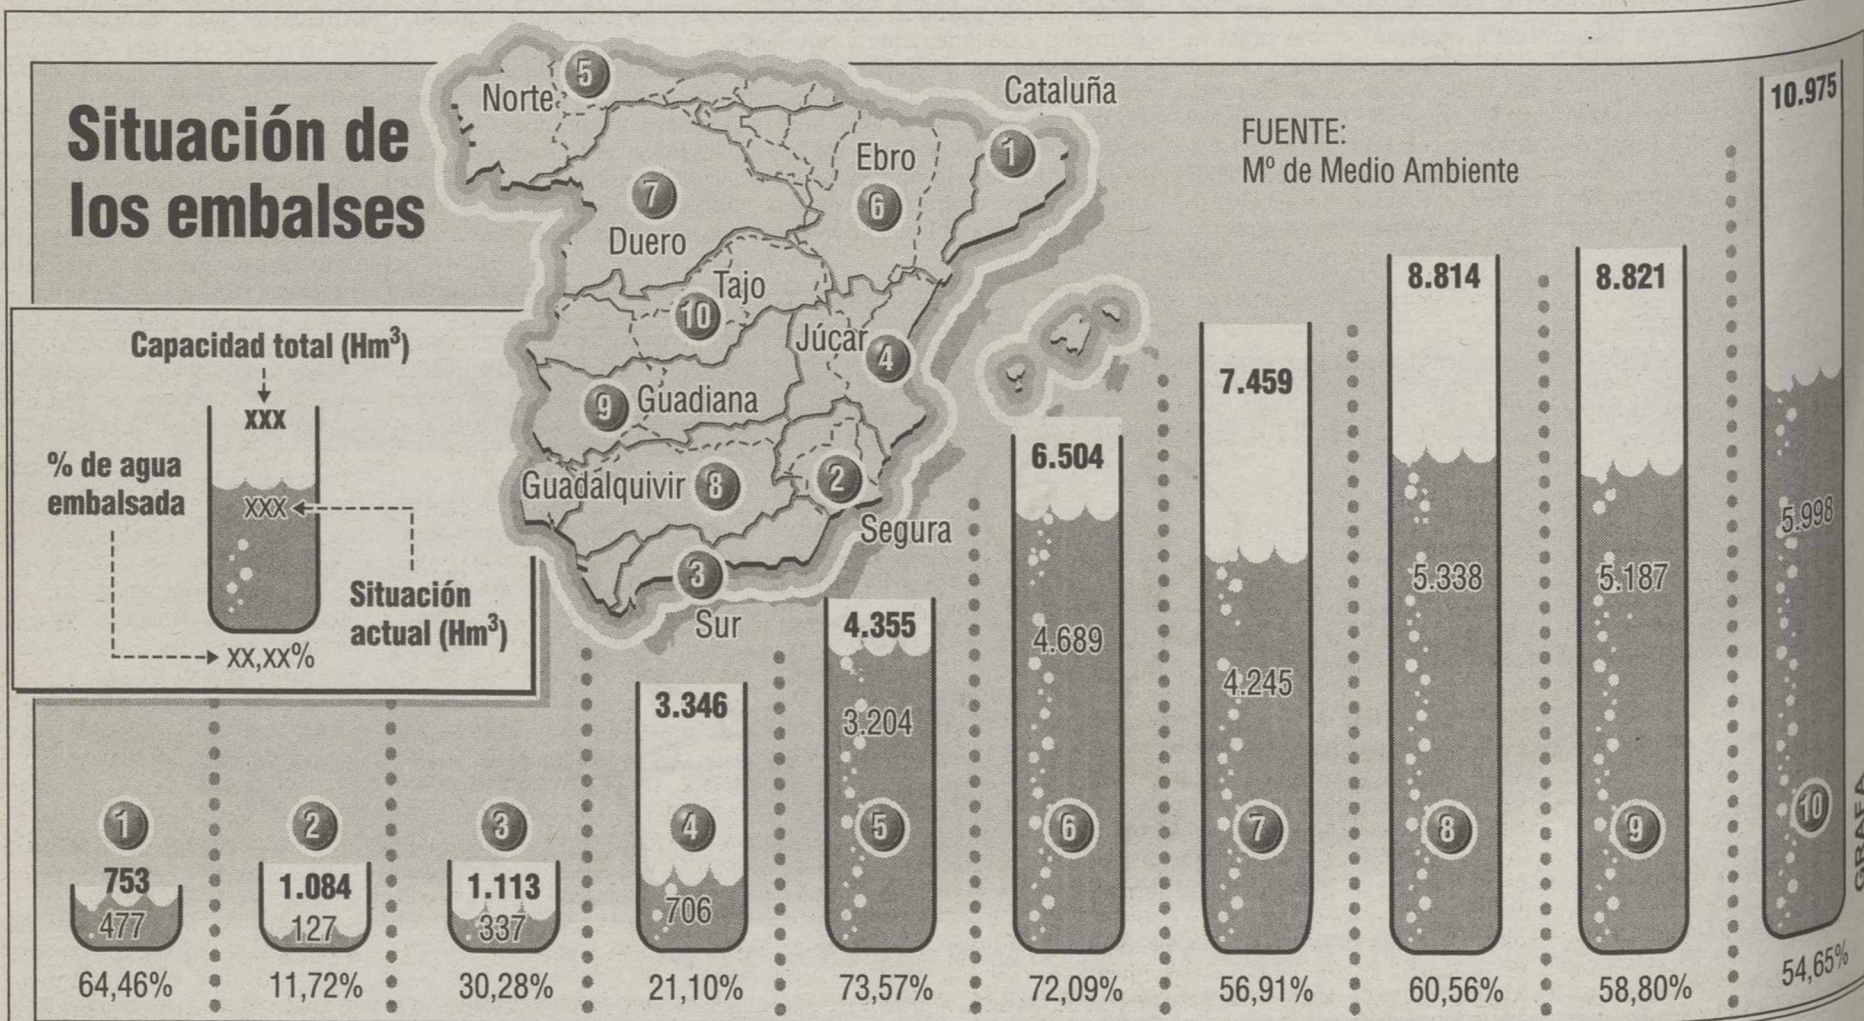 Situación de
los embalses
Capacidad total (Hm³)
XXX
% de agua
embalsada
XXX
Situación
actual (Hm³)
XX,XX%
5
Norte
Cataluña
1
Ebro
6
7
Duero
Tajo
10
Júcar
4
9
Guadiana
Guadalquivir
8
2
Segura
3
Sur
FUENTE:
Mº de Medio Ambiente
1
753
477
64,46%
2
1.084
127
11,72%
3
1.113
337
30,28%
3.346
4
706
21,10%
4.355
3.204
5
73,57%
6.504
4.689
6
72,09%
7.459
4.245
7
56,91%
8.814
5.338
8
60,56%
8.821
5.187
9
58,80%
10.975
5.998
10
54,65%
GRAFA